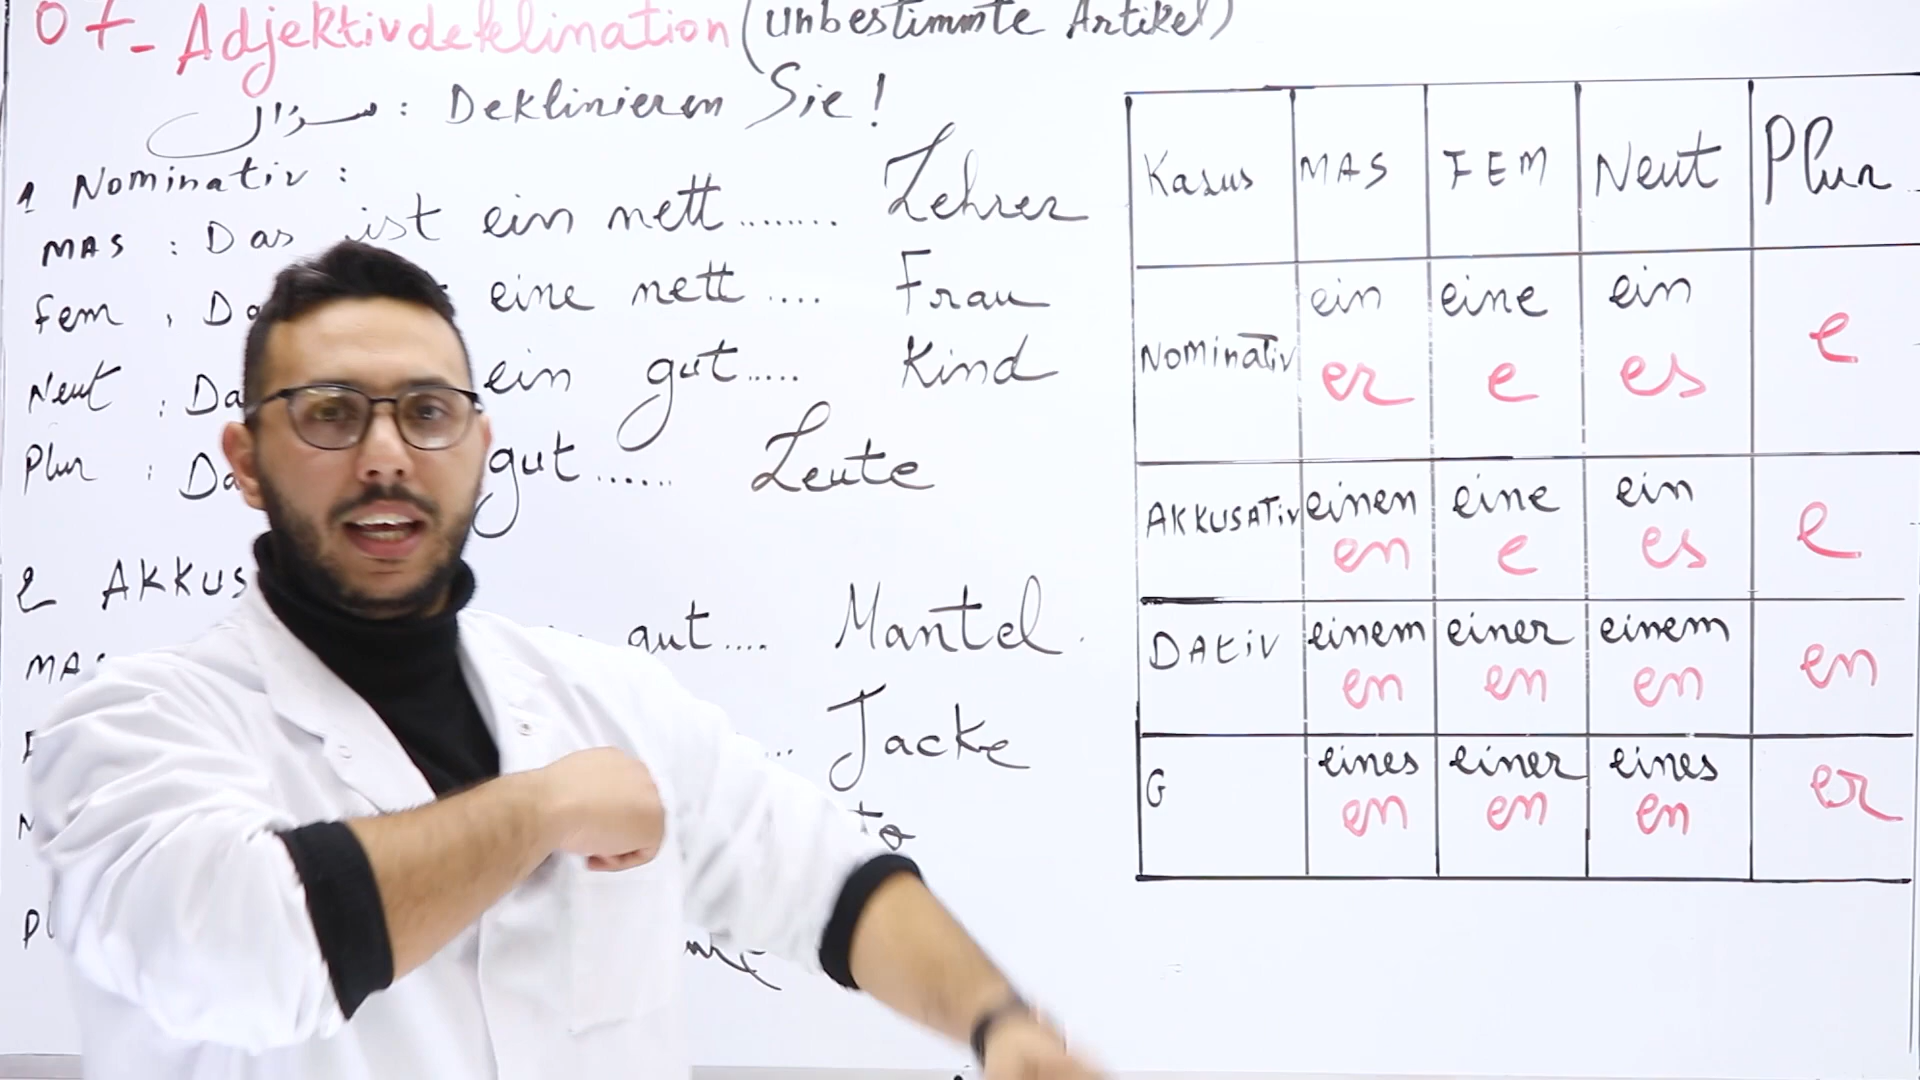 07- Adjektivdeklination (unbestimmte Artikel)
سؤال : Deklinieren Sie!
1 Nominativ :
MAS : Das ist ein nett ........ Lehrer
Fem : eine nett .... Frau
Neut : ein gut ..... Kind
Plur : gut ...... Leute
2 AKKUS
gut .... Mantel.
... Jacke
Kasus MAS FEM Neut Plur
Nominativ ein er eine e ein es e
AKKUSATiv einen en eine e ein es e
DAtiv einem en einer en einem en en
G eines en einer en eines en er